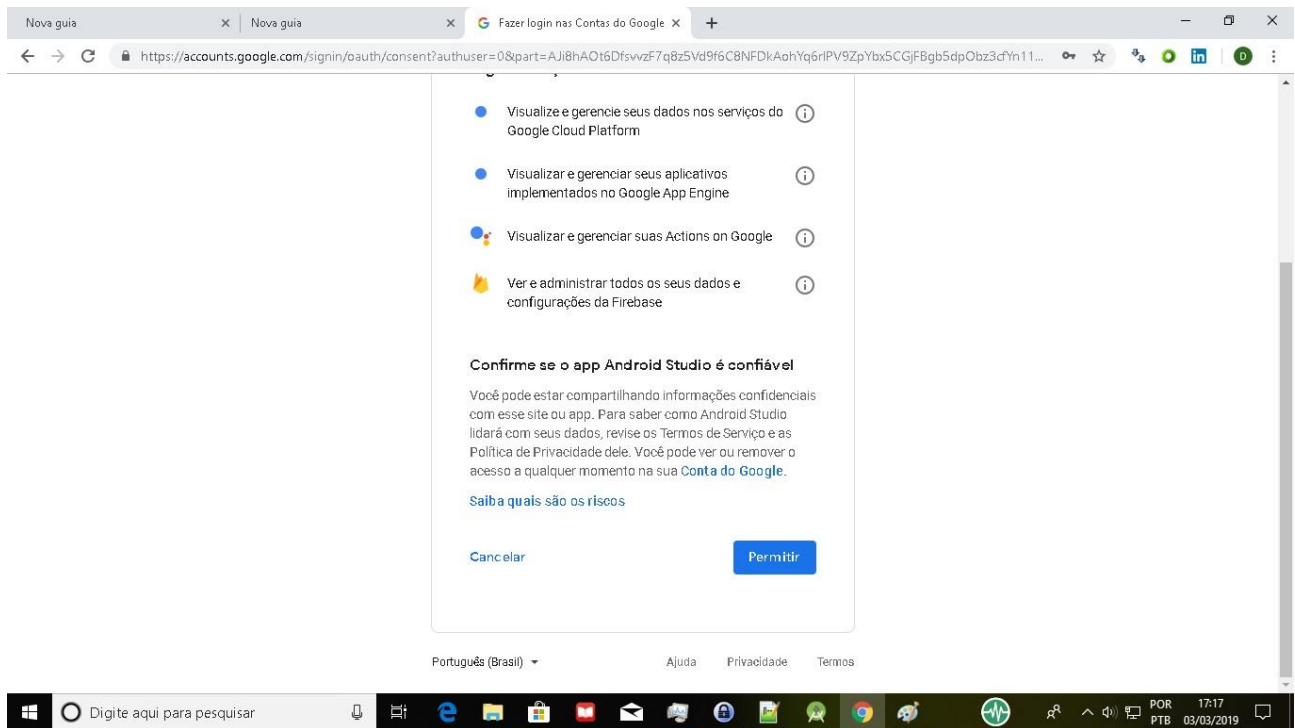 Nova guia
Nova guia
Fazer login nas Contas do Google
https://accounts.google.com/signin/oauth/consent?authuser=0&part=AJi8hAOt6DfsvvzF7q8z5Vd9f6C8NFDkAohYq6rlPV9ZpYbx5CGjFBgb5dpObz3cfYn11...
in
D
Visualize e gerencie seus dados nos serviços do
Google Cloud Platform
Visualizar e gerenciar seus aplicativos
implementados no Google App Engine
Visualizar e gerenciar suas Actions on Google
Ver e administrar todos os seus dados e
configurações da Firebase
Confirme se o app Android Studio é confiável
Você pode estar compartilhando informações confidenciais
com esse site ou app. Para saber como Android Studio
lidará com seus dados, revise os Termos de Serviço e as
Política de Privacidade dele. Você pode ver ou remover o
acesso a qualquer momento na sua Conta do Google.
Saiba quais são os riscos
Cancelar
Permitir
Português (Brasil)
Ajuda
Privacidade
Termos
Digite aqui para pesquisar
POR
PTB
17:17
03/03/2019